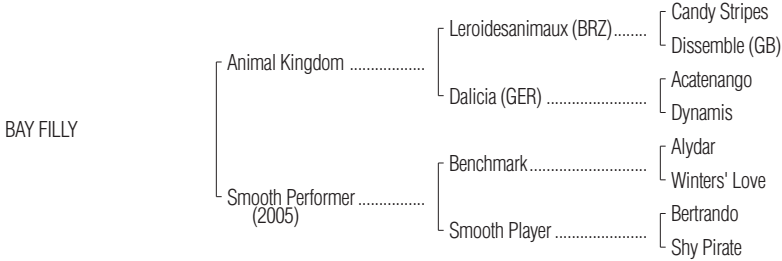 Candy Stripes
Leroidesanimaux (BRZ)........
Dissemble (GB)
Animal Kingdom ..................
Acatenango
Dalicia (GER) ........................
Dynamis
BAY FILLY
Alydar
Benchmark............................
Winters' Love
Smooth Performer ................
(2005)
Bertrando
Smooth Player ......................
Shy Pirate